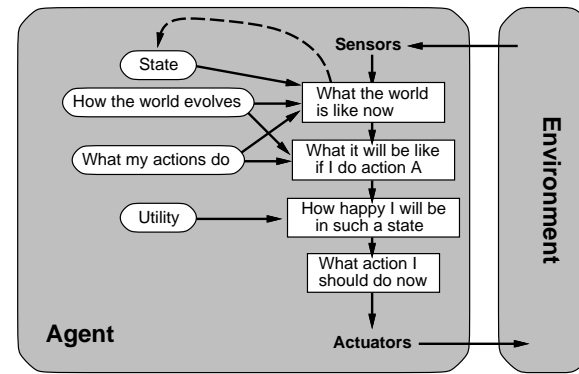 Sensors
State
How the world evolves
What the world
is like now
What my actions do
What it will be like
if I do action A
Utility
How happy I will be
in such a state
What action I
should do now
Agent
Actuators
Environment